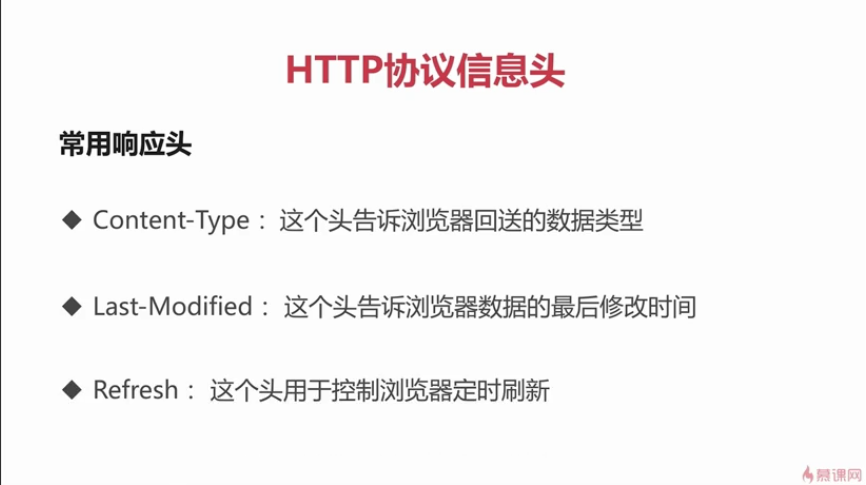 HTTP协议信息头
常用响应头
◆ Content-Type： 这个头告诉浏览器回送的数据类型
◆ Last-Modified： 这个头告诉浏览器数据的最后修改时间
◆ Refresh： 这个头用于控制浏览器定时刷新
慕课网